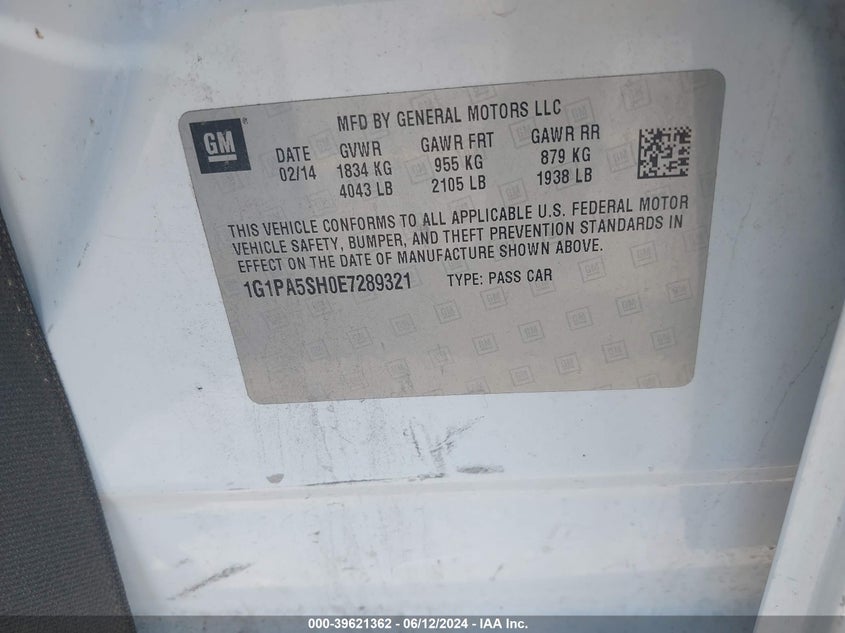 GM
MFD BY GENERAL MOTORS LLC
DATE GVWR GAWR FRT GAWR RR
02/14 1834 KG 955 KG 879 KG
4043 LB 2105 LB 1938 LB
THIS VEHICLE CONFORMS TO ALL APPLICABLE U.S. FEDERAL MOTOR
VEHICLE SAFETY, BUMPER, AND THEFT PREVENTION STANDARDS IN
EFFECT ON THE DATE OF MANUFACTURE SHOWN ABOVE.
1G1PA5SH0E7289321 TYPE: PASS CAR
000-39621362 - 06/12/2024 - IAA Inc.